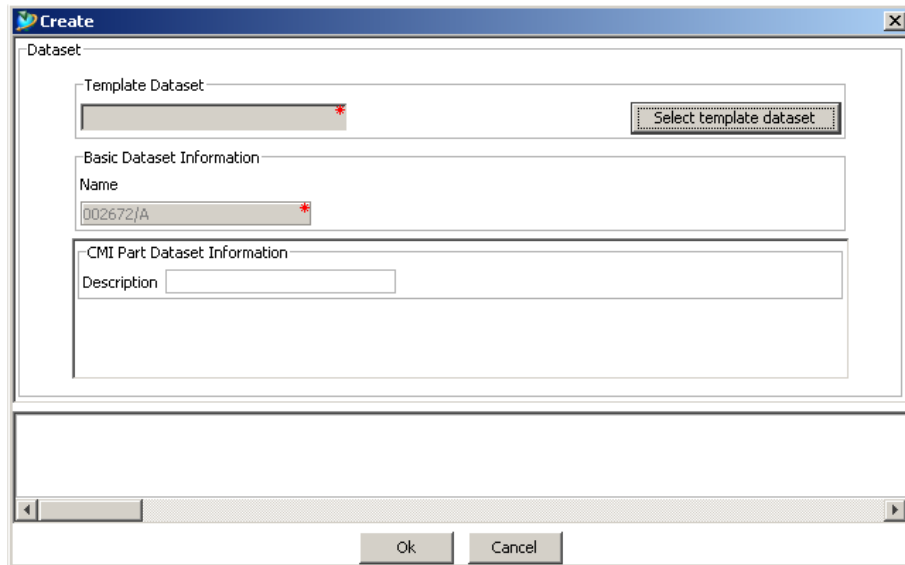 Create
Dataset
Template Dataset
*
Select template dataset
Basic Dataset Information
Name
002672/A *
CMI Part Dataset Information
Description
Ok Cancel